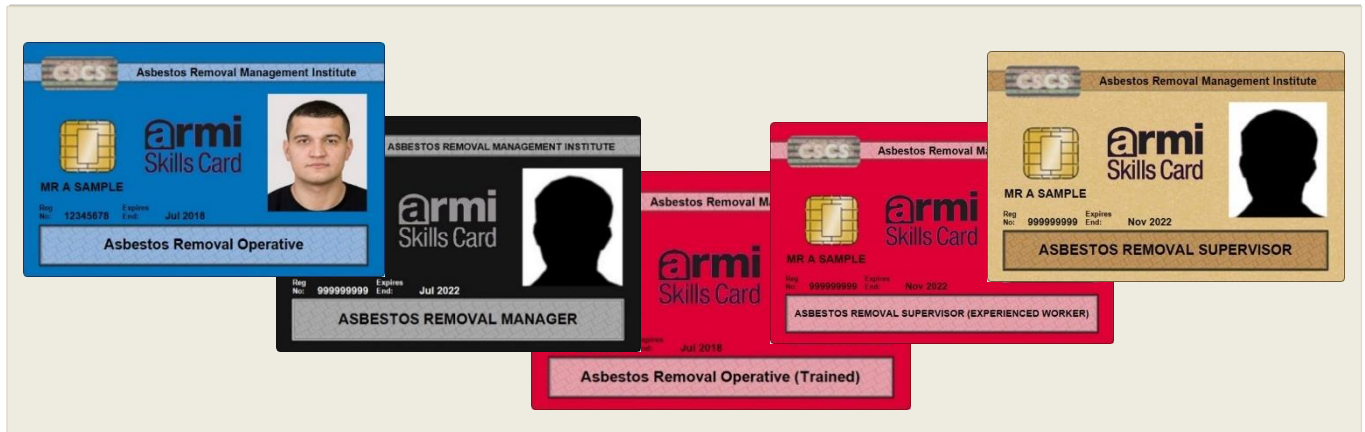 CSCS
Asbestos Removal Management Institute
armi
Skills Card
MR A SAMPLE
Reg No: 12345678 Expires End: Jul 2018
Asbestos Removal Operative
ASBESTOS REMOVAL MANAGEMENT INSTITUTE
armi
Skills Card
Reg No: 999999999 Expires End: Jul 2022
ASBESTOS REMOVAL MANAGER
Asbestos Removal M
armi
Skills Card
Jul 2018
Asbestos Removal Operative (Trained)
CSCS
Asbestos Removal M
armi
Skills Card
MR A SAMPLE
Reg No: 999999999 Expires End: Nov 2022
ASBESTOS REMOVAL SUPERVISOR (EXPERIENCED WORKER)
CSCS
Asbestos Removal Management Institute
armi
Skills Card
MR A SAMPLE
Reg No: 999999999 Expires End: Nov 2022
ASBESTOS REMOVAL SUPERVISOR